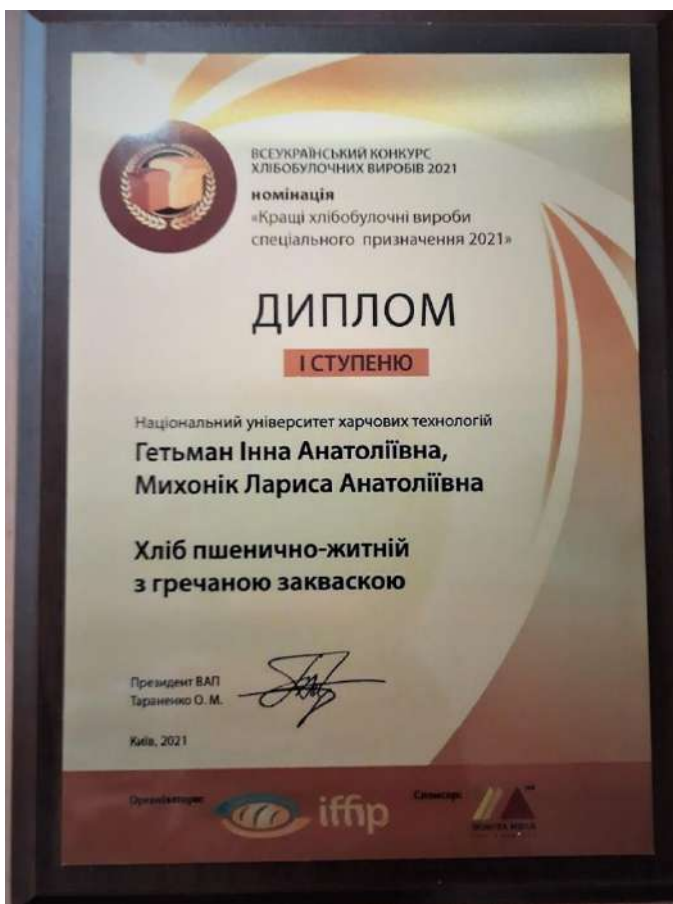 ВСЕУКРАЇНСЬКИЙ КОНКУРС
ХЛІБОБУЛОЧНИХ ВИРОБІВ 2021
номінація
«Кращі хлібобулочні вироби
спеціального призначення 2021»
ДИПЛОМ
І СТУПЕНЮ
Національний університет харчових технологій
Гетьман Інна Анатоліївна,
Михонік Лариса Анатоліївна
Хліб пшенично-житній
з гречаною закваскою
Президент ВАП
Тараненко О. М.
Київ, 2021
Організатори:
iffip
Спонсор: